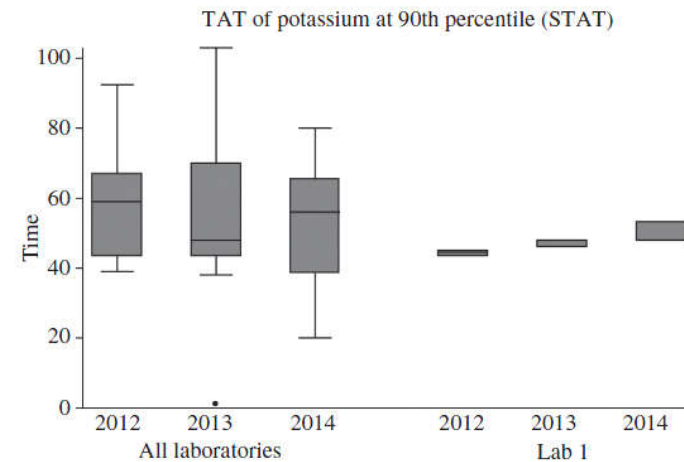 TAT of potassium at 90th percentile (STAT)
Time
100
80
60
40
20
0
2012 2013 2014 2012 2013 2014
All laboratories Lab 1